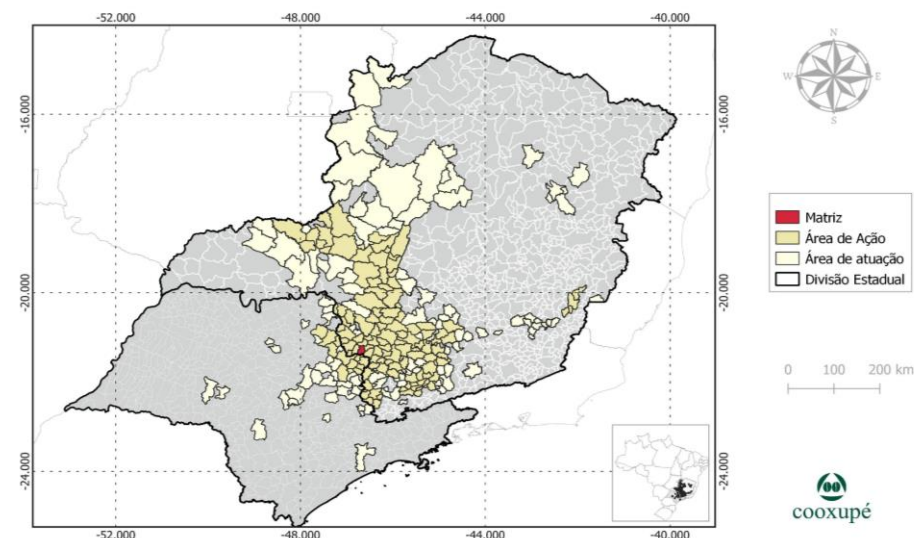 -52.000 -48.000 -44.000 -40.000
-16.000 -16.000
-20.000 -20.000
-24.000 -24.000
-52.000 -48.000 -44.000 -40.000
N
W E
S
Matriz
Área de Ação
Área de atuação
Divisão Estadual
0 100 200 km
cooxupé